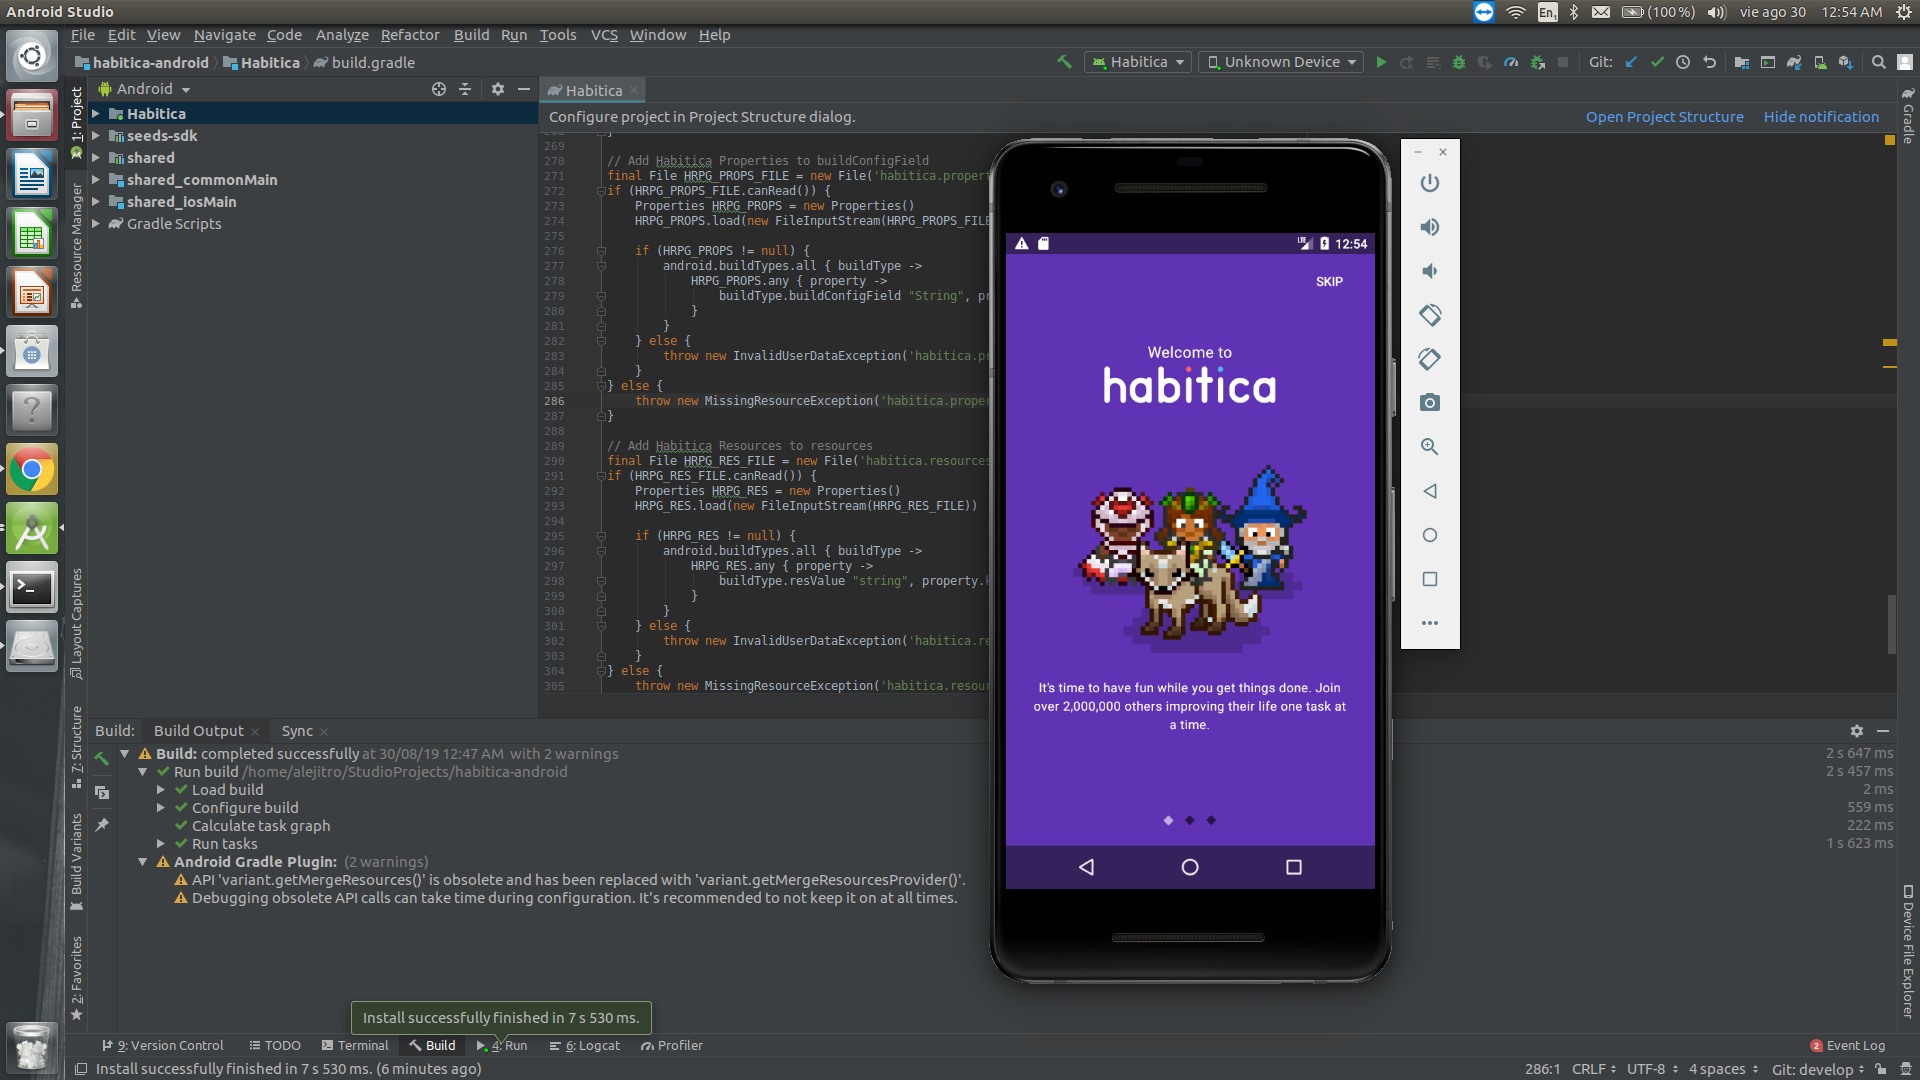 Android Studio
En1
(100%)
vie ago 30
12:54 AM
File Edit View Navigate Code Analyze Refactor Build Run Tools VCS Window Help
habitica-android
Habitica
build.gradle
Habitica
Unknown Device
Git:
Android
Habitica
seeds-sdk
shared
shared_commonMain
shared_iosMain
Gradle Scripts
1: Project
Resource Manager
Layout Captures
Z: Structure
Build Variants
2: Favorites
Habitica
Configure project in Project Structure dialog.
Open Project Structure
Hide notification
269
270 // Add Habitica Properties to buildConfigField
271 final File HRPG_PROPS_FILE = new File('habitica.propert
272 if (HRPG_PROPS_FILE.canRead()) {
273 Properties HRPG_PROPS = new Properties()
274 HRPG_PROPS.load(new FileInputStream(HRPG_PROPS_FILE
275
276 if (HRPG_PROPS != null) {
277 android.buildTypes.all { buildType ->
278 HRPG_PROPS.any { property ->
279 buildType.buildConfigField "String", pr
280 }
281 }
282 } else {
283 throw new InvalidUserDataException('habitica.pr
284 }
285 } else {
286 throw new MissingResourceException('habitica.proper
287 }
288
289 // Add Habitica Resources to resources
290 final File HRPG_RES_FILE = new File('habitica.resources
291 if (HRPG_RES_FILE.canRead()) {
292 Properties HRPG_RES = new Properties()
293 HRPG_RES.load(new FileInputStream(HRPG_RES_FILE))
294
295 if (HRPG_RES != null) {
296 android.buildTypes.all { buildType ->
297 HRPG_RES.any { property ->
298 buildType.resValue "string", property.k
299 }
300 }
301 } else {
302 throw new InvalidUserDataException('habitica.re
303 }
304 } else {
305 throw new MissingResourceException('habitica.resour
LTE
12:54
SKIP
Welcome to
habitica
It's time to have fun while you get things done. Join
over 2,000,000 others improving their life one task at
a time.
Gradle
Device File Explorer
Build:
Build Output
Sync
Build: completed successfully at 30/08/19 12:47 AM with 2 warnings
2 s 647 ms
Run build /home/alejitro/StudioProjects/habitica-android
2 s 457 ms
Load build
2 ms
Configure build
559 ms
Calculate task graph
222 ms
Run tasks
1 s 623 ms
Android Gradle Plugin: (2 warnings)
API 'variant.getMergeResources()' is obsolete and has been replaced with 'variant.getMergeResourcesProvider()'.
Debugging obsolete API calls can take time during configuration. It's recommended to not keep it on at all times.
Install successfully finished in 7 s 530 ms.
9: Version Control
TODO
Terminal
Build
4: Run
6: Logcat
Profiler
2 Event Log
Install successfully finished in 7 s 530 ms. (6 minutes ago)
286:1 CRLF UTF-8 4 spaces Git: develop